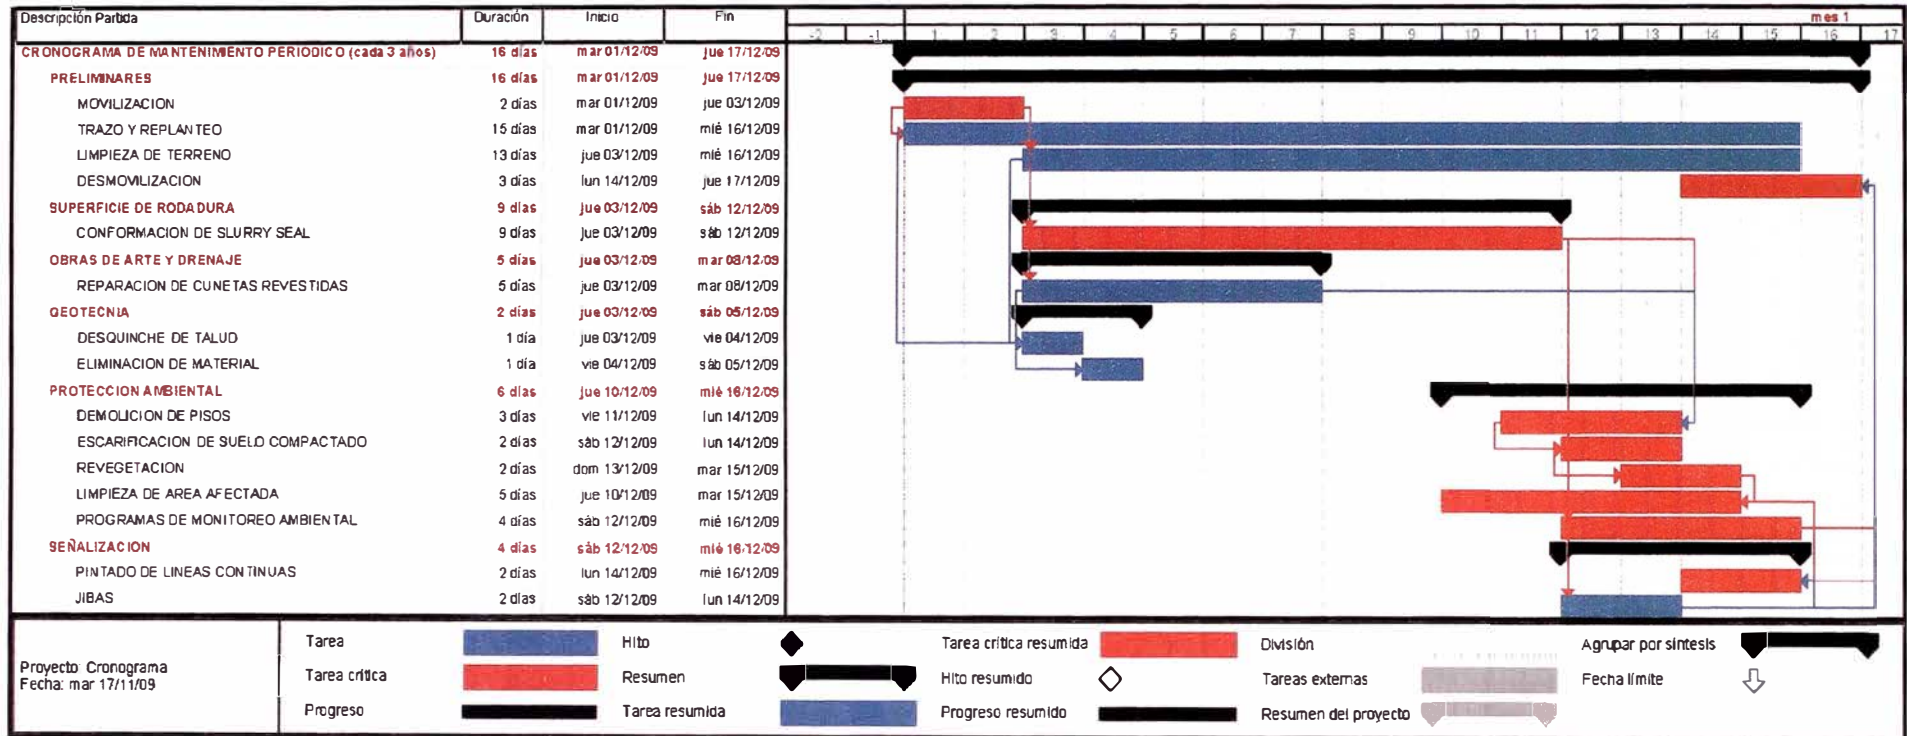 Descripción Partida Duración Inicio Fin mes 1
-2 -1 1 2 3 4 5 6 7 8 9 10 11 12 13 14 15 16 17
CRONOGRAMA DE MANTENIMIENTO PERIODICO (cada 3 años) 16 días mar 01/12/09 jue 17/12/09
PRELIMINARES 16 días mar 01/12/09 jue 17/12/09
MOVILIZACION 2 días mar 01/12/09 jue 03/12/09
TRAZO Y REPLANTEO 15 días mar 01/12/09 mié 16/12/09
LIMPIEZA DE TERRENO 13 días jue 03/12/09 mié 16/12/09
DESMOVILIZACION 3 días lun 14/12/09 jue 17/12/09
SUPERFICIE DE RODADURA 9 días jue 03/12/09 sáb 12/12/09
CONFORMACION DE SLURRY SEAL 9 días jue 03/12/09 sáb 12/12/09
OBRAS DE ARTE Y DRENAJE 5 días jue 03/12/09 mar 08/12/09
REPARACION DE CUNETAS REVESTIDAS 5 días jue 03/12/09 mar 08/12/09
GEOTECNIA 2 días jue 03/12/09 sáb 05/12/09
DESQUINCHE DE TALUD 1 día jue 03/12/09 vie 04/12/09
ELIMINACION DE MATERIAL 1 día vie 04/12/09 sáb 05/12/09
PROTECCION AMBIENTAL 6 días jue 10/12/09 mié 16/12/09
DEMOLICION DE PISOS 3 días vie 11/12/09 lun 14/12/09
ESCARIFICACION DE SUELO COMPACTADO 2 días sáb 12/12/09 lun 14/12/09
REVEGETACION 2 días dom 13/12/09 mar 15/12/09
LIMPIEZA DE AREA AFECTADA 5 días jue 10/12/09 mar 15/12/09
PROGRAMAS DE MONITOREO AMBIENTAL 4 días sáb 12/12/09 mié 16/12/09
SEÑALIZACION 4 días sáb 12/12/09 mié 16/12/09
PINTADO DE LINEAS CONTINUAS 2 días lun 14/12/09 mié 16/12/09
JIBAS 2 días sáb 12/12/09 lun 14/12/09
Proyecto: Cronograma
Fecha: mar 17/11/09
Tarea Hito Tarea crítica resumida División Agrupar por síntesis
Tarea crítica Resumen Hito resumido Tareas externas Fecha límite
Progreso Tarea resumida Progreso resumido Resumen del proyecto